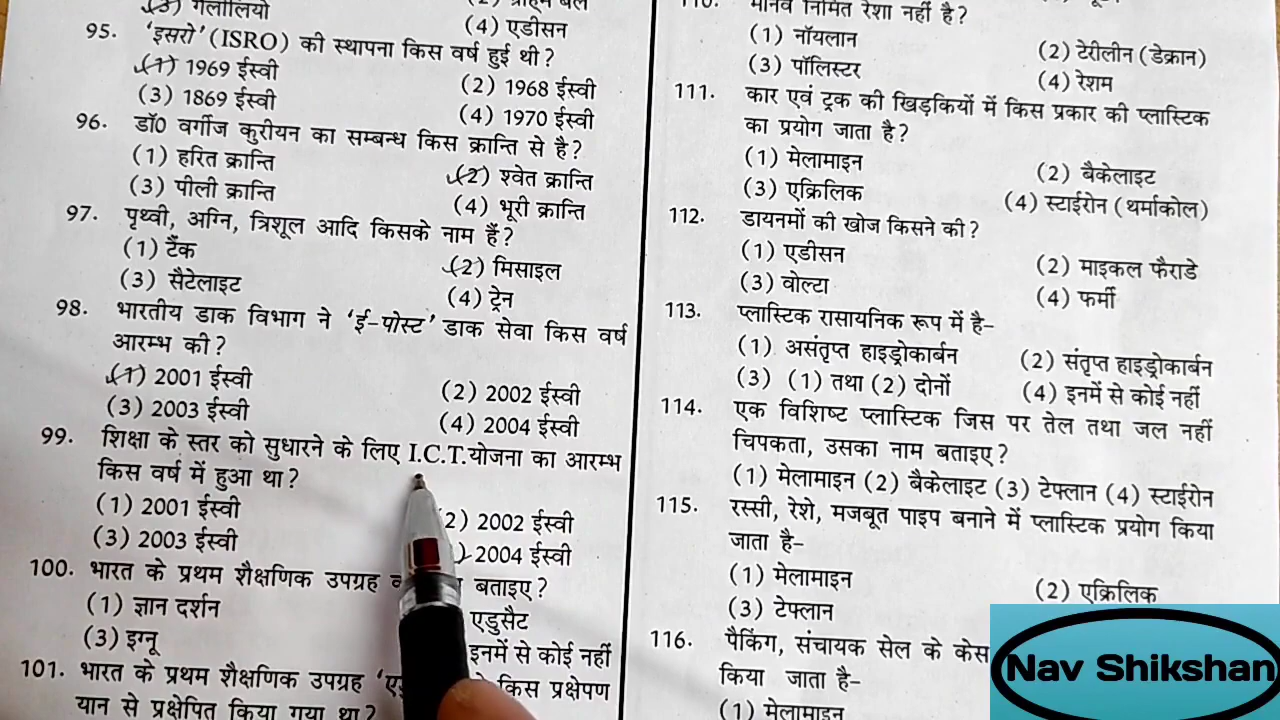 (3) गैलीलियो
(4) एडीसन
95. 'इसरो' (ISRO) की स्थापना किस वर्ष हुई थी?
(1) 1969 ईस्वी
(2) 1968 ईस्वी
(3) 1869 ईस्वी
(4) 1970 ईस्वी
96. डॉ0 वर्गीज कुरीयन का सम्बन्ध किस क्रान्ति से है?
(1) हरित क्रान्ति
(2) श्वेत क्रान्ति
(3) पीली क्रान्ति
(4) भूरी क्रान्ति
97. पृथ्वी, अग्नि, त्रिशूल आदि किसके नाम हैं?
(1) टैंक
(2) मिसाइल
(3) सैटेलाइट
(4) ट्रेन
98. भारतीय डाक विभाग ने 'ई-पोस्ट' डाक सेवा किस वर्ष
आरम्भ की?
(1) 2001 ईस्वी
(2) 2002 ईस्वी
(3) 2003 ईस्वी
(4) 2004 ईस्वी
99. शिक्षा के स्तर को सुधारने के लिए I.C.T.योजना का आरम्भ
किस वर्ष में हुआ था?
(1) 2001 ईस्वी
2) 2002 ईस्वी
(3) 2003 ईस्वी
) 2004 ईस्वी
100. भारत के प्रथम शैक्षणिक उपग्रह बताइए?
(1) ज्ञान दर्शन
एडुसैट
(3) इग्नू
इनमें से कोई नहीं
101. भारत के प्रथम शैक्षणिक उपग्रह किस प्रक्षेपण
यान से प्रक्षेपित किया गया था?
110. मानव निर्मित रेशा नहीं है?
(1) नॉयलान
(2) टेरीलीन (डेक्रान)
(3) पॉलिस्टर
(4) रेशम
111. कार एवं ट्रक की खिड़कियों में किस प्रकार की प्लास्टिक
का प्रयोग जाता है?
(1) मेलामाइन
(2) बैकेलाइट
(3) एक्रिलिक
(4) स्टाईरोन (थर्माकोल)
112. डायनमों की खोज किसने की?
(1) एडीसन
(2) माइकल फैराडे
(3) वोल्टा
(4) फर्मी
113. प्लास्टिक रासायनिक रूप में है-
(1) असंतृप्त हाइड्रोकार्बन
(2) संतृप्त हाइड्रोकार्बन
(3) (1) तथा (2) दोनों
(4) इनमें से कोई नहीं
114. एक विशिष्ट प्लास्टिक जिस पर तेल तथा जल नहीं
चिपकता, उसका नाम बताइए?
(1) मेलामाइन (2) बैकेलाइट (3) टेफ्लान (4) स्टाईरोन
115. रस्सी, रेशे, मजबूत पाइप बनाने में प्लास्टिक प्रयोग किया
जाता है-
(1) मेलामाइन
(2) एक्रिलिक
(3) टेफ्लान
116. पैकिंग, संचायक सेल के केस
किया जाता है-
(1) मेलामाइन
Nav Shikshan